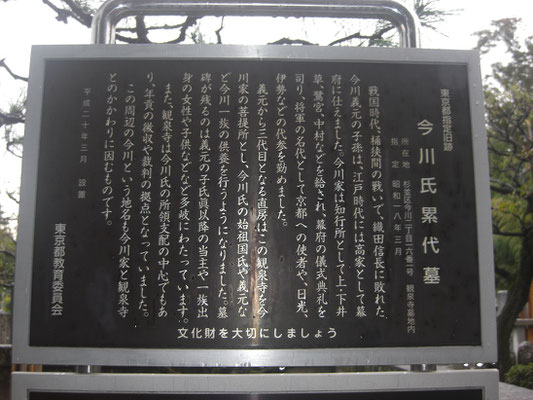 東京都指定旧跡
今川氏累代墓
所在地 杉並区今川二丁目一六番一号 観泉寺墓地内
指定 昭和一八年三月
戦国時代、桶狭間の戦いで、織田信長に敗れた
今川義元の子孫は、江戸時代には高家として幕
府に仕えました。今川家は知行所として上・下井
草、鷺宮、中村などを給され、幕府の儀式典礼を
司り、将軍の名代として京都への使者や、日光、
伊勢などの代参を勤めました。
義元から三代目となる直房はこの観泉寺を今
川家の菩提所とし、今川氏の始祖国氏や義元な
ど今川一族の供養を行うようになりました。墓
碑が残るのは義元の子氏真以降の当主や一族出
身の女性や子供などなど多岐にわたっています。
また、観泉寺は今川氏の所領支配の中心でもあ
り、年貢の徴収や裁判の拠点となっていました。
この周辺の今川という地名も今川家と観泉寺
とのかかわりに因むものです。
平成二十年三月 設置
東京都教育委員会
文化財を大切にしましょう